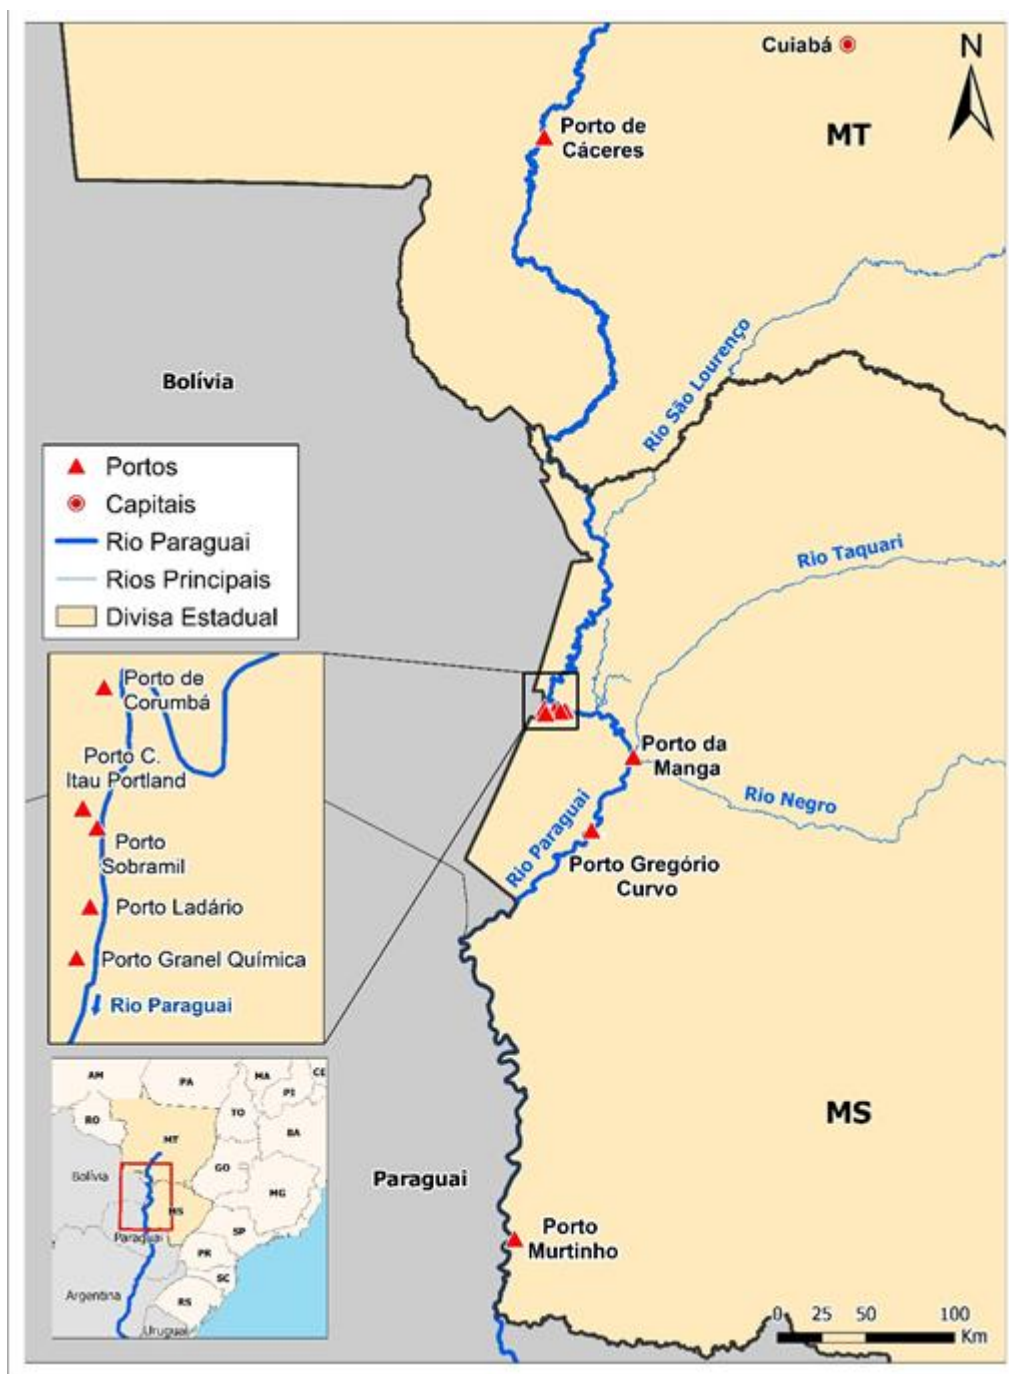 Cuiabá
N
Porto de
Cáceres
MT
Rio São Lourenço
Bolívia
Portos
Capitais
Rio Paraguai
Rios Principais
Divisa Estadual
Rio Taquari
Porto de
Corumbá
Porto C.
Itau Portland
Porto
Sobramil
Porto Ladário
Porto Granel Química
Rio Paraguai
Porto da
Manga
Rio Negro
Rio Paraguai
Porto Gregório
Curvo
MS
Paraguai
Porto
Murtinho
0 25 50 100
Km
AM
PA
MA
CE
PI
RO
TO
BA
MT
Bolívia
GO
MG
MS
Paraguai
SP
PR
SC
Argentina
RS
Uruguai